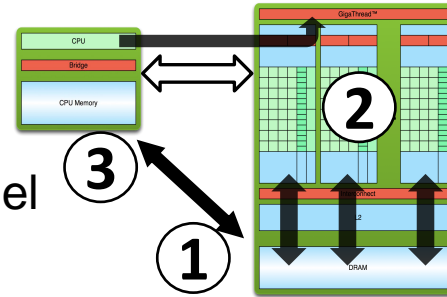 GigaThread™
CPU
Bridge
CPU Memory
2
3
el
L2
1
DRAM